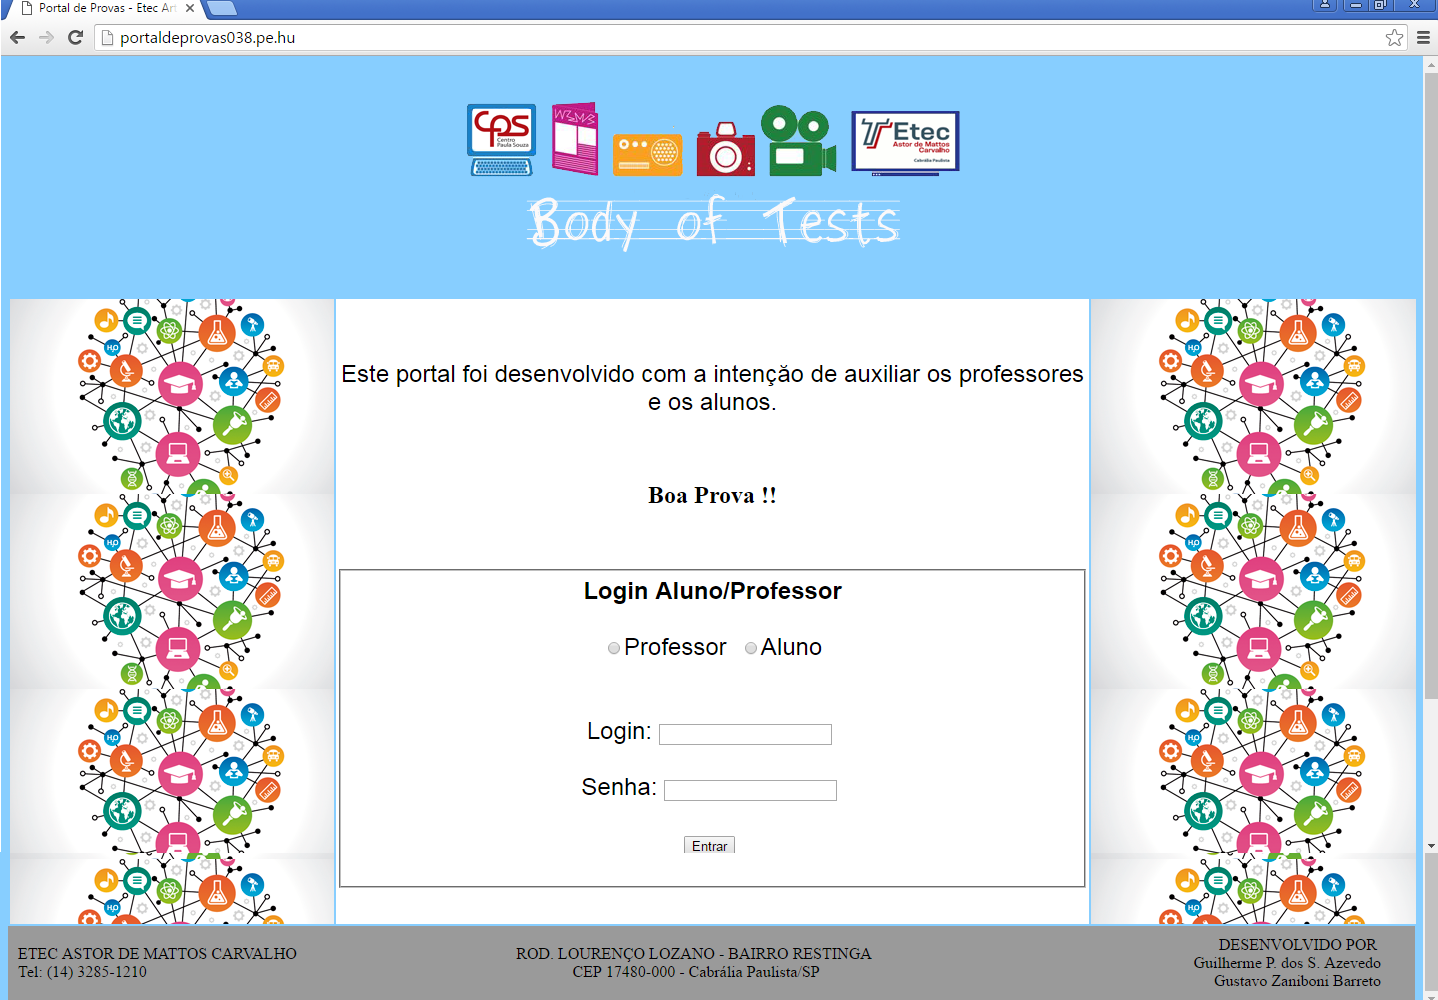 Portal de Provas - Etec Art
portaldeprovas038.pe.hu
cps
Centro
Paula Souza
Etec
Astor de Mattos
Carvalho
Cabrália Paulista
Body of Tests
Este portal foi desenvolvido com a intenção de auxiliar os professores
e os alunos.
Boa Prova !!
Login Aluno/Professor
Professor Aluno
Login:
Senha:
Entrar
H₂O
ETEC ASTOR DE MATTOS CARVALHO
Tel: (14) 3285-1210
ROD. LOURENÇO LOZANO - BAIRRO RESTINGA
CEP 17480-000 - Cabrália Paulista/SP
DESENVOLVIDO POR
Guilherme P. dos S. Azevedo
Gustavo Zaniboni Barreto